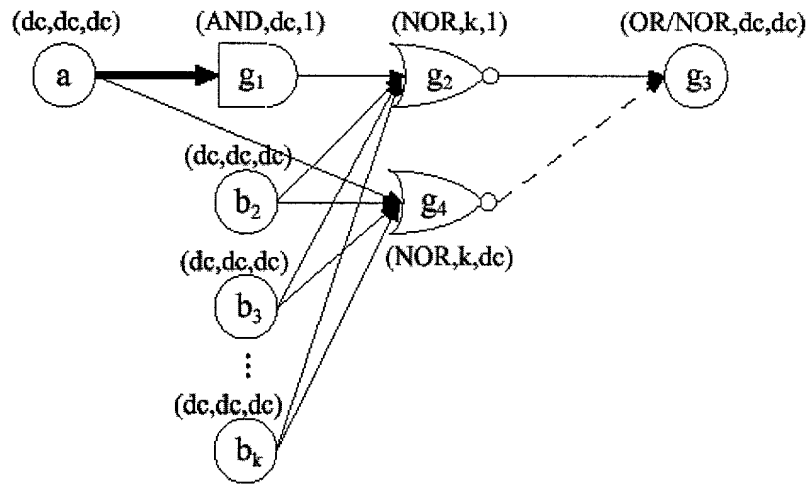 (dc,dc,dc) (AND,dc,1) (NOR,k,1) (OR/NOR,dc,dc)
a g1 g2 g3
(dc,dc,dc)
b2 g4
(dc,dc,dc) (NOR,k,dc)
b3
(dc,dc,dc)
bk